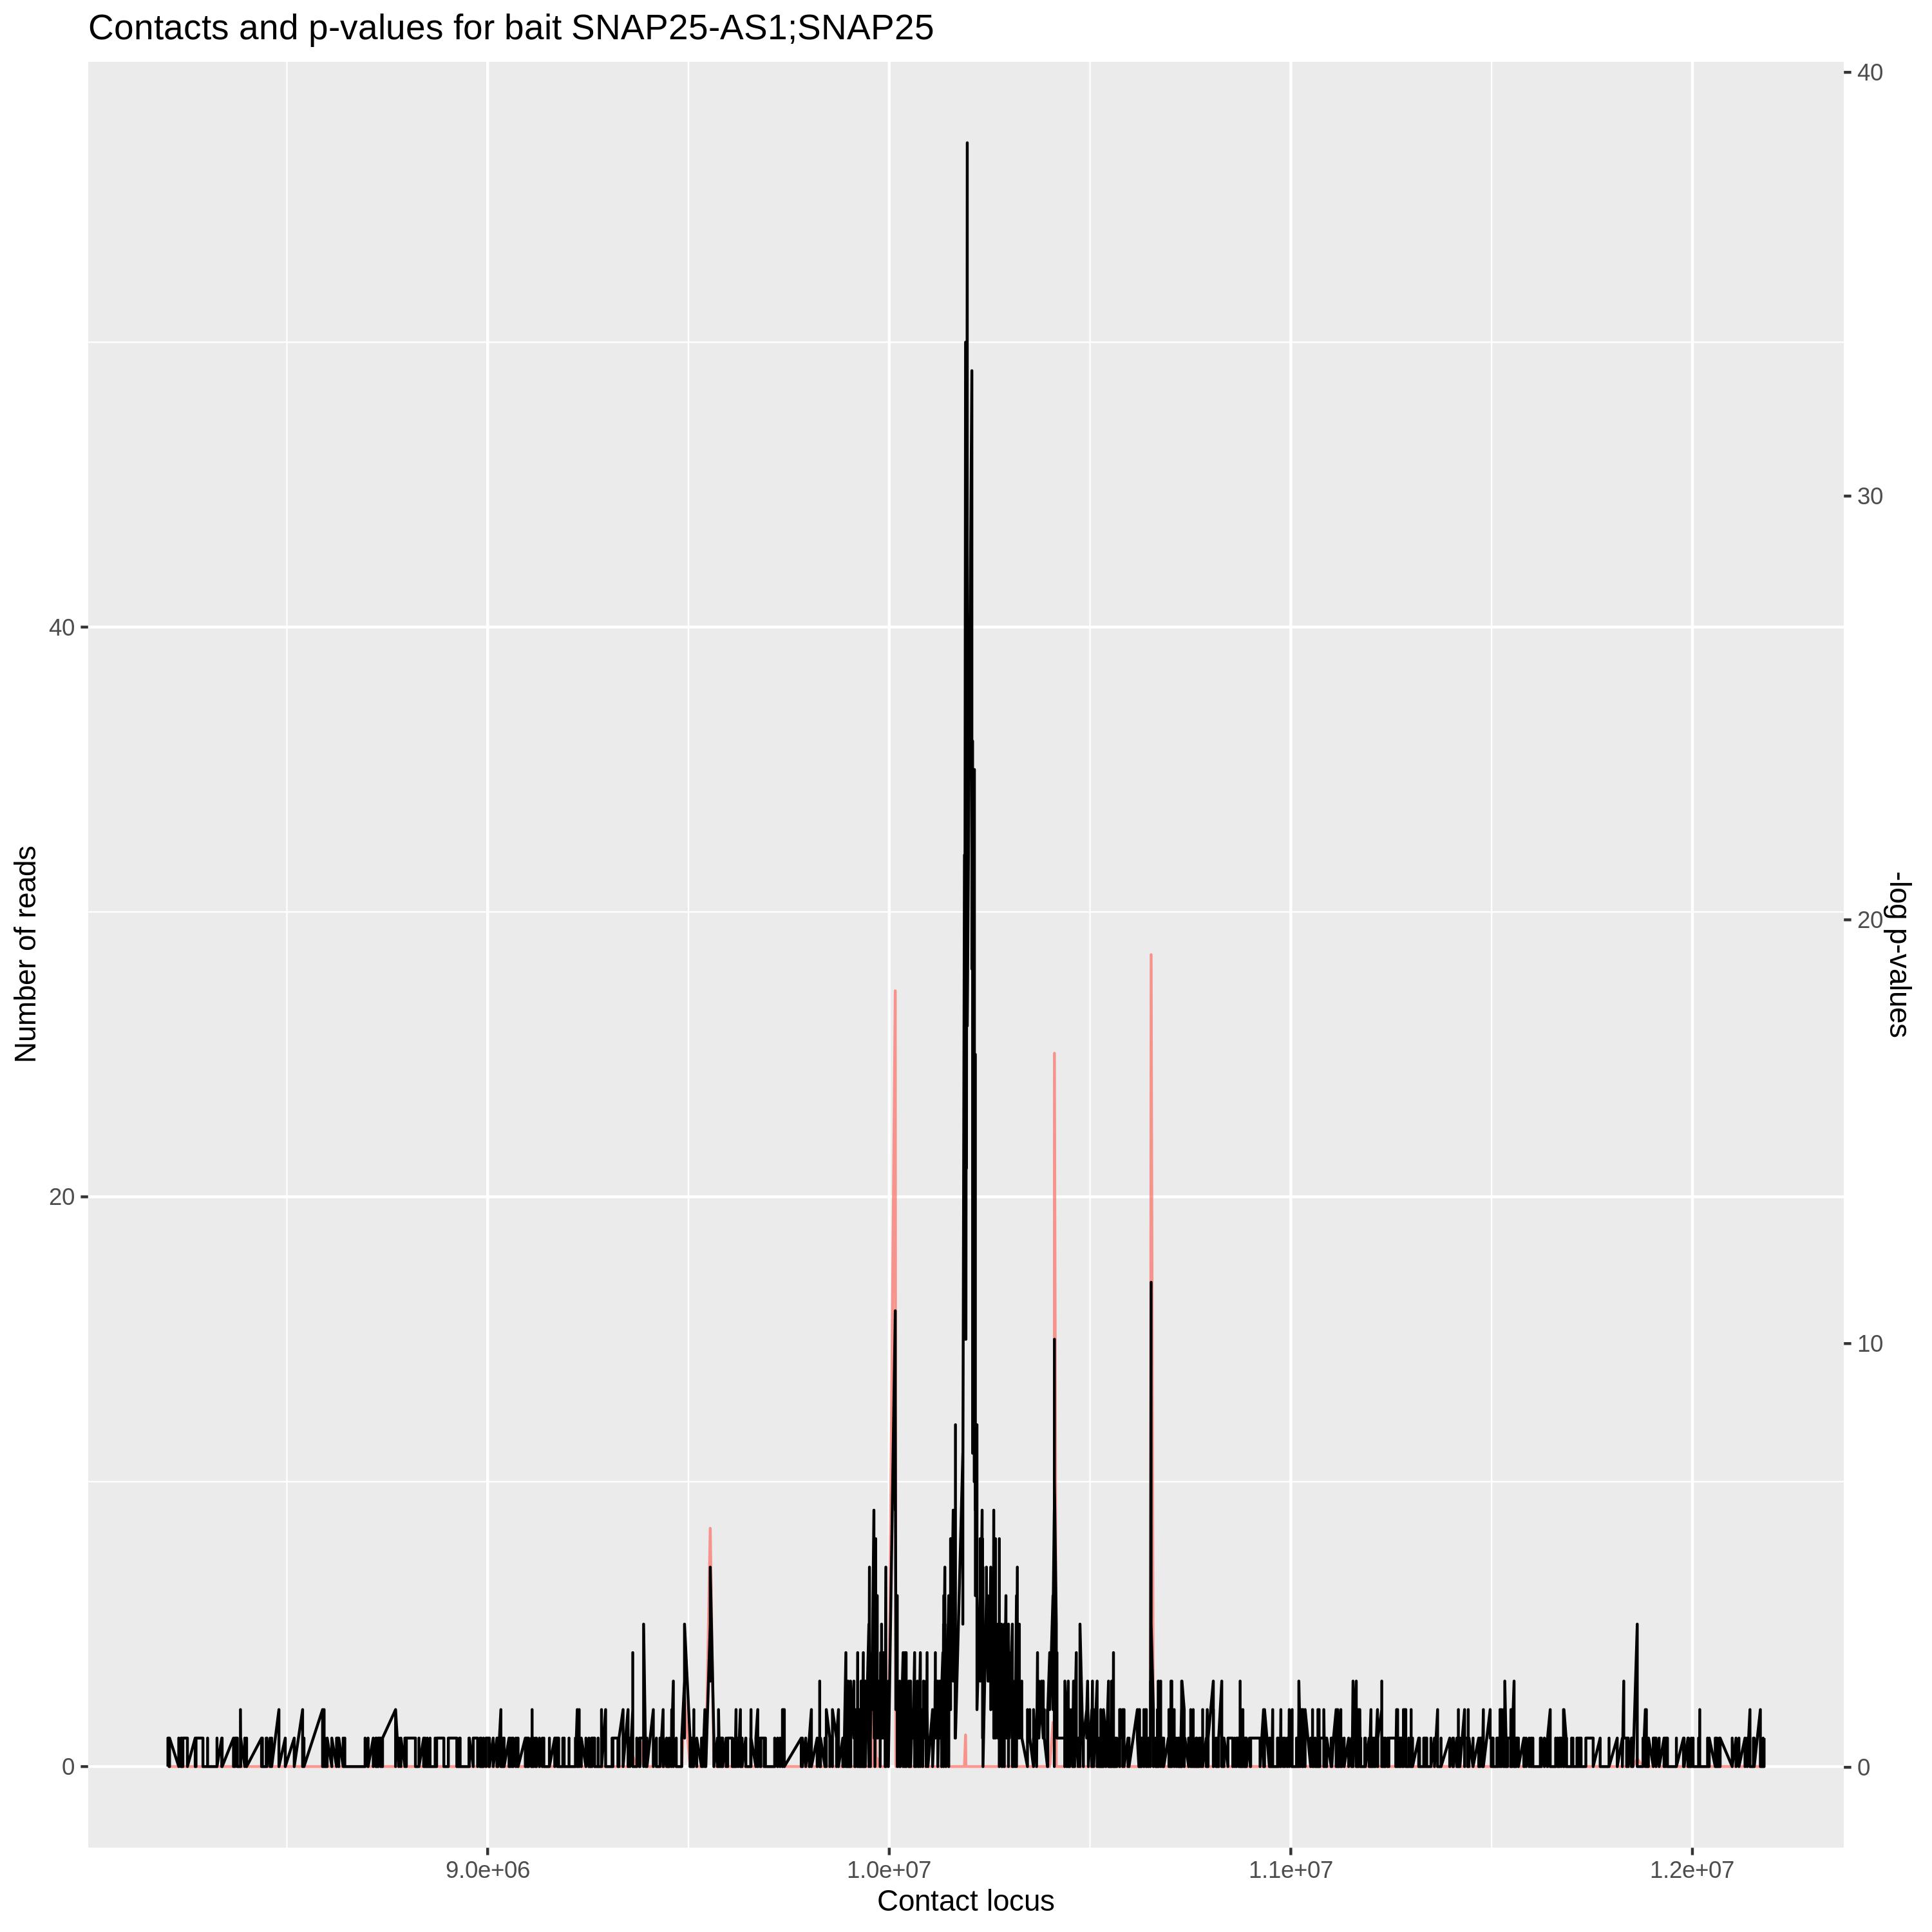 Contacts and p-values for bait SNAP25-AS1;SNAP25
Number of reads
40
20
0
40
30
20
10
0
-log p-values
9.0e+06
1.0e+07
1.1e+07
1.2e+07
Contact locus